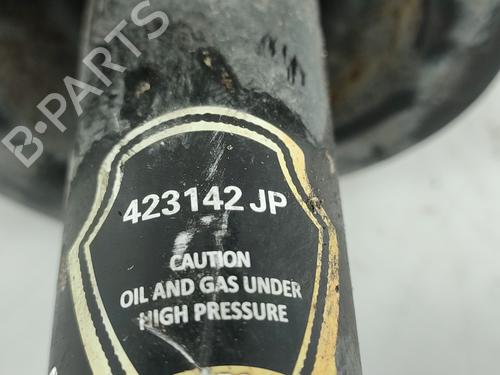 B-PARTS
423142 JP
CAUTION
OIL AND GAS UNDER
HIGH PRESSURE